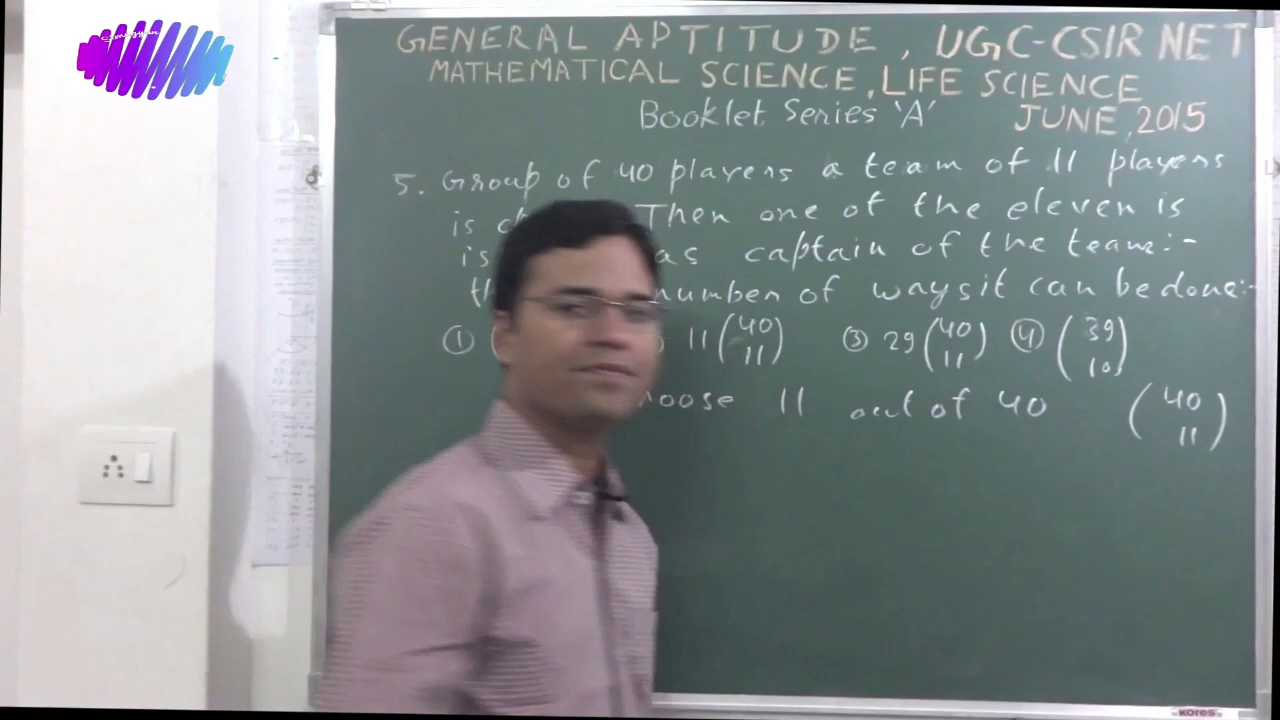 Samagyan
GENERAL APTITUDE, UGC-CSIR NET
MATHEMATICAL SCIENCE, LIFE SCIENCE
Booklet Series 'A' JUNE, 2015
5. Group of 40 players a team of 11 players
is Then one of the eleven is
is as captain of the team:-
number of ways it can be done:-
① 11 (40 11) ③ 29 (40 11) ④ (39 10)
out of 40 (40 11)
KORES